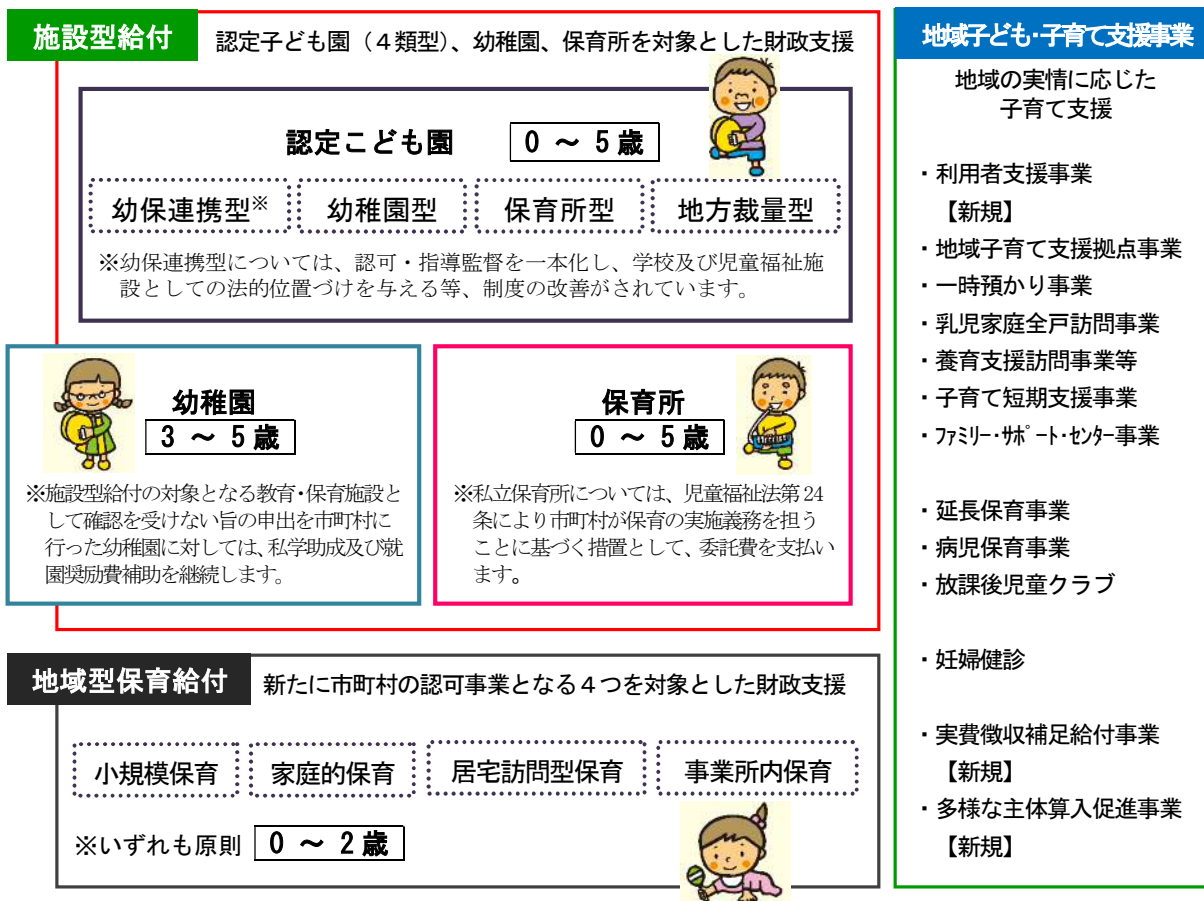 施設型給付
認定子ども園（４類型）、幼稚園、保育所を対象とした財政支援
認定こども園
０ ～ ５歳
幼保連携型※
幼稚園型
保育所型
地方裁量型
※幼保連携型については、認可・指導監督を一本化し、学校及び児童福祉施
設としての法的位置づけを与える等、制度の改善がされています。
幼稚園
３ ～ ５歳
※施設型給付の対象となる教育・保育施設と
して確認を受けない旨の申出を市町村に
行った幼稚園に対しては、私学助成及び就
園奨励費補助を継続します。
保育所
０ ～ ５歳
※私立保育所については、児童福祉法第24
条により市町村が保育の実施義務を担う
ことに基づく措置として、委託費を支払い
ます。
地域型保育給付
新たに市町村の認可事業となる４つを対象とした財政支援
小規模保育
家庭的保育
居宅訪問型保育
事業所内保育
※いずれも原則
０ ～ ２歳
地域子ども・子育て支援事業
地域の実情に応じた
子育て支援
・利用者支援事業
【新規】
・地域子育て支援拠点事業
・一時預かり事業
・乳児家庭全戸訪問事業
・養育支援訪問事業等
・子育て短期支援事業
・ﾌｧﾐﾘｰ･ｻﾎﾟｰﾄ･ｾﾝﾀｰ事業
・延長保育事業
・病児保育事業
・放課後児童クラブ
・妊婦健診
・実費徴収補足給付事業
【新規】
・多様な主体算入促進事業
【新規】